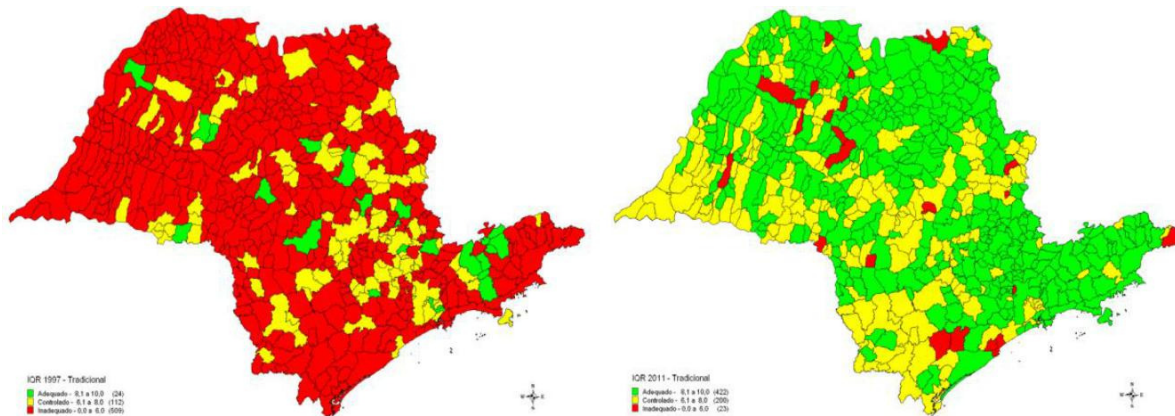 IQR 1997 - Tradicional
Adequado - 8,1 a 10,0 (24)
Controlado - 6,1 a 8,0 (112)
Inadequado - 0,0 a 6,0 (509)
IQR 2011 - Tradicional
Adequado - 8,1 a 10,0 (422)
Controlado - 6,1 a 8,0 (200)
Inadequado - 0,0 a 6,0 (23)